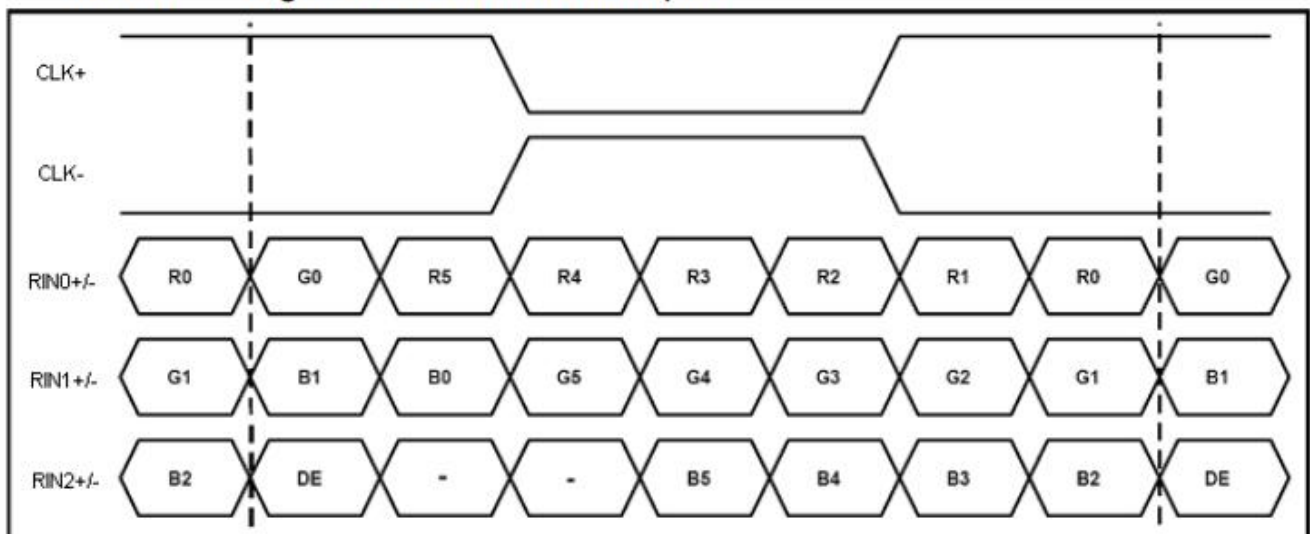 CLK+
CLK-
RIN0+/- R0 G0 R5 R4 R3 R2 R1 R0 G0
RIN1+/- G1 B1 B0 G5 G4 G3 G2 G1 B1
RIN2+/- B2 DE - - B5 B4 B3 B2 DE